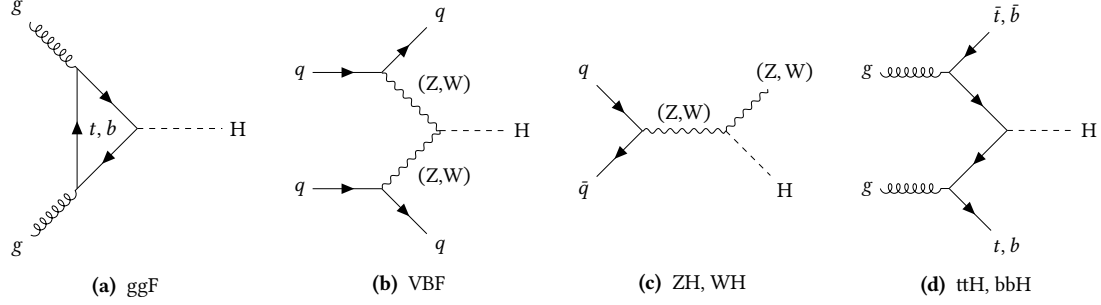 g
t, b
H
g
(a) ggF
q
q
(Z,W)
H
(Z,W)
q
q
(b) VBF
q
(Z, W)
(Z,W)
q̄
H
(c) ZH, WH
t̄, b̄
g
H
g
t, b
(d) ttH, bbH